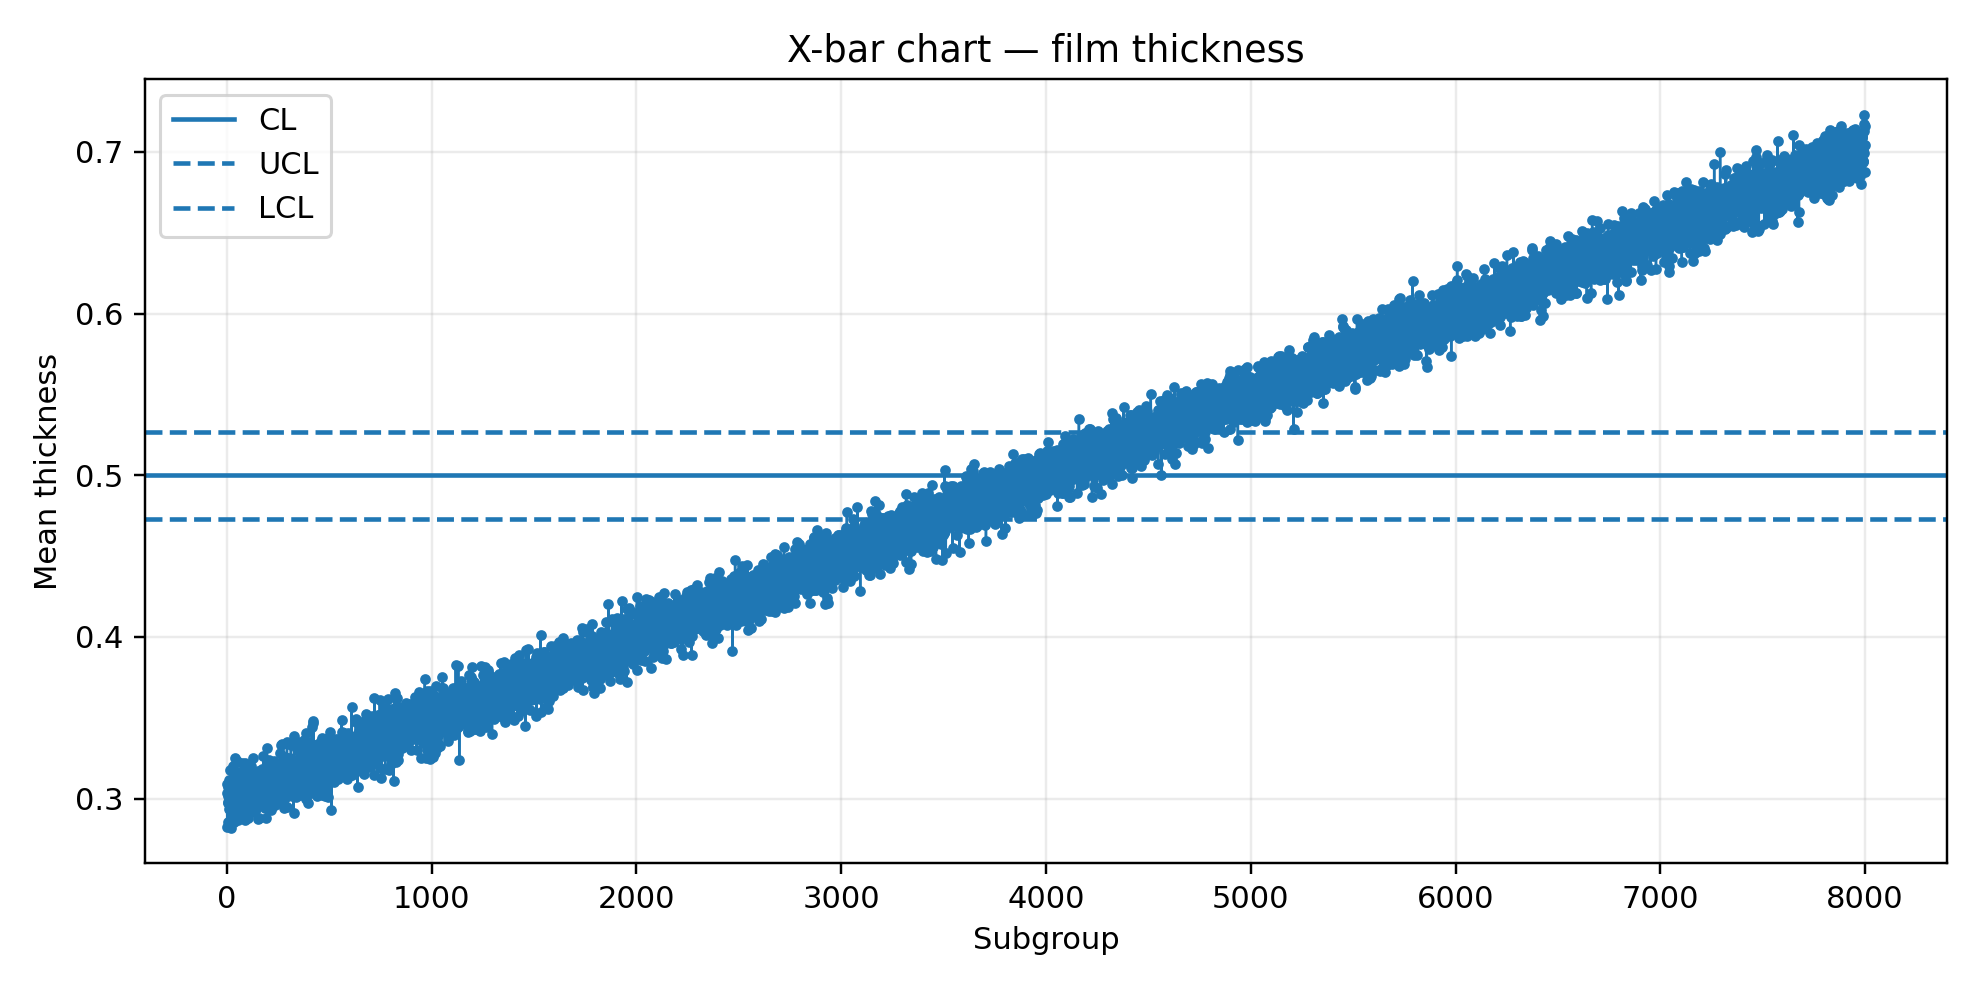 X-bar chart — film thickness
CL
UCL
LCL
Mean thickness
0.7
0.6
0.5
0.4
0.3
0 1000 2000 3000 4000 5000 6000 7000 8000
Subgroup